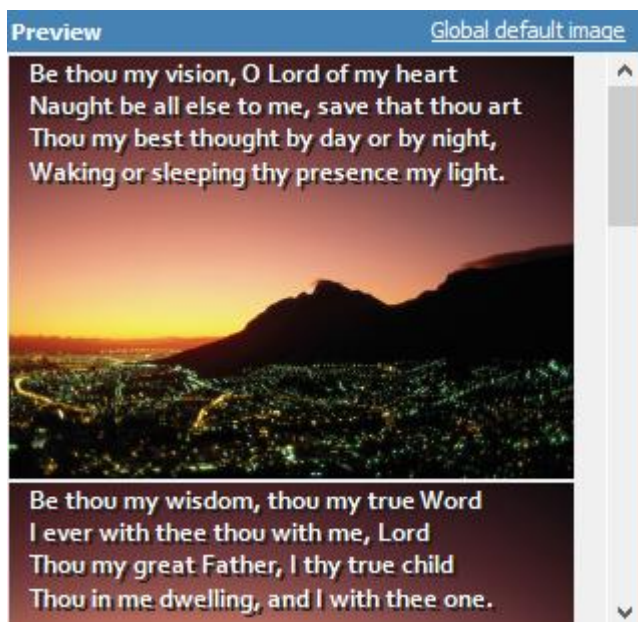 Preview Global default image
Be thou my vision, O Lord of my heart
Naught be all else to me, save that thou art
Thou my best thought by day or by night,
Waking or sleeping thy presence my light.
Be thou my wisdom, thou my true Word
I ever with thee thou with me, Lord
Thou my great Father, I thy true child
Thou in me dwelling, and I with thee one.